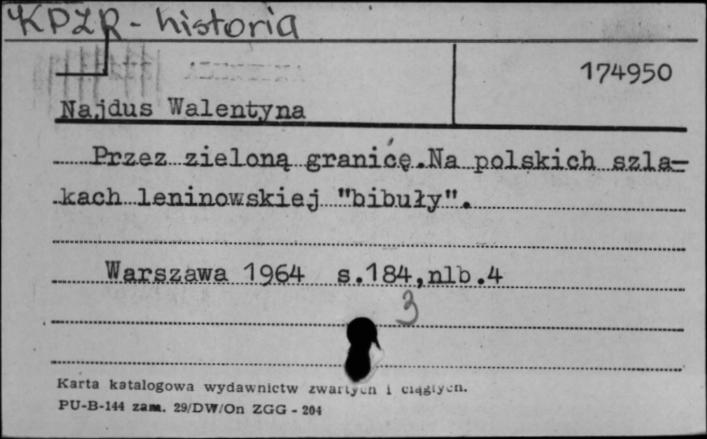 KPZR - historia
174950
Najdus Walentyna
Przez zieloną granicę.Na polskich szla-
kach leninowskiej "bibuły".
Warszawa 1964 s.184,nlb.4
3
Karta katalogowa wydawnictw zwartych i ciągłych.
PU-B-144 zam. 29/DW/On ZGG - 204